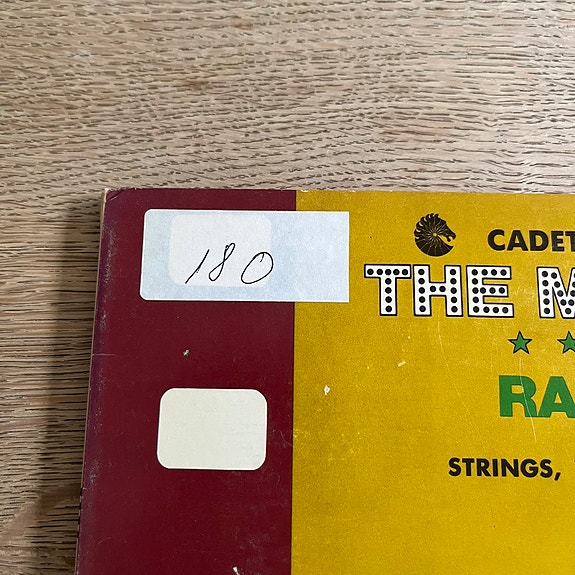 180
CADET
THE M
RA
STRINGS,